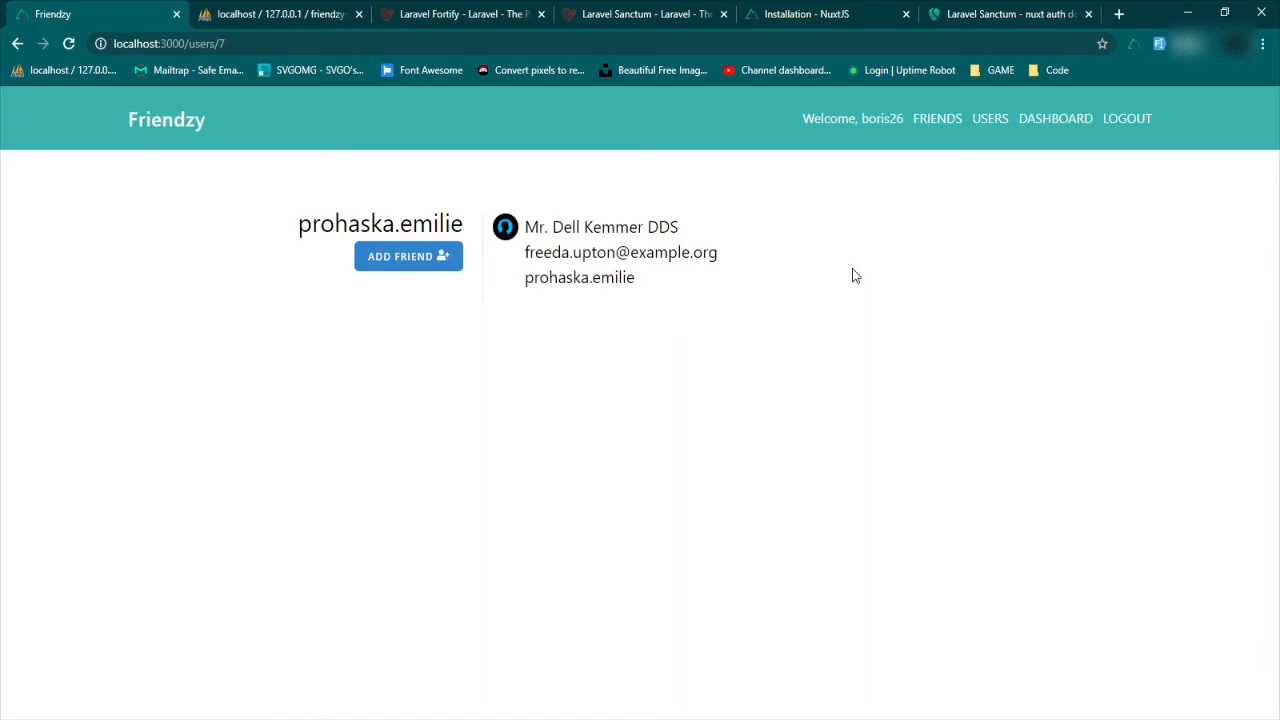 Friendzy
localhost / 127.0.0.1 / friendzy-
Laravel Fortify - Laravel - The P
Laravel Sanctum - Laravel - The
Installation - NuxtJS
Laravel Sanctum - nuxt auth d
localhost:3000/users/7
localhost / 127.0.0....
Mailtrap - Safe Ema...
SVGOMG - SVGO's...
Font Awesome
Convert pixels to re...
Beautiful Free Imag...
Channel dashboard...
Login | Uptime Robot
GAME
Code
Friendzy
Welcome, boris26
FRIENDS
USERS
DASHBOARD
LOGOUT
prohaska.emilie
ADD FRIEND
Mr. Dell Kemmer DDS
freeda.upton@example.org
prohaska.emilie